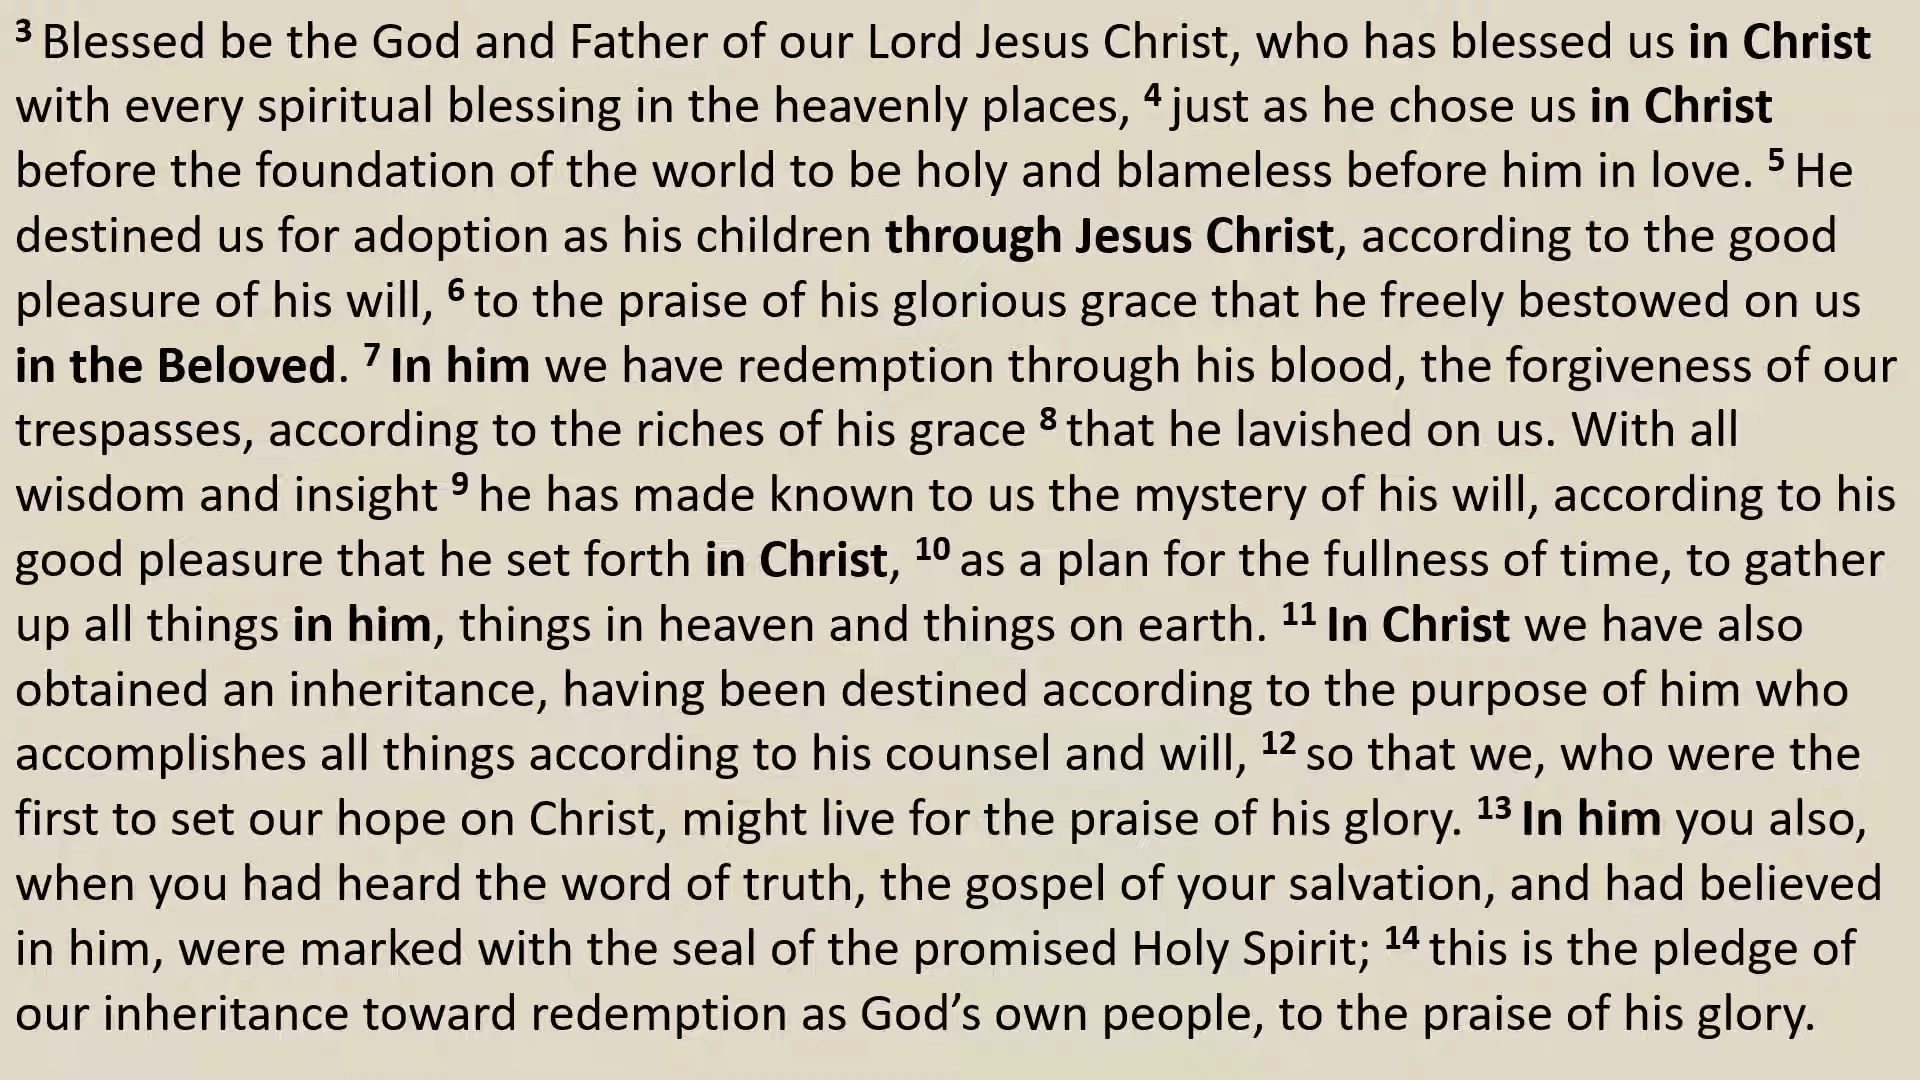 3 Blessed be the God and Father of our Lord Jesus Christ, who has blessed us in Christ
with every spiritual blessing in the heavenly places, 4 just as he chose us in Christ
before the foundation of the world to be holy and blameless before him in love. 5 He
destined us for adoption as his children through Jesus Christ, according to the good
pleasure of his will, 6 to the praise of his glorious grace that he freely bestowed on us
in the Beloved. 7 In him we have redemption through his blood, the forgiveness of our
trespasses, according to the riches of his grace 8 that he lavished on us. With all
wisdom and insight 9 he has made known to us the mystery of his will, according to his
good pleasure that he set forth in Christ, 10 as a plan for the fullness of time, to gather
up all things in him, things in heaven and things on earth. 11 In Christ we have also
obtained an inheritance, having been destined according to the purpose of him who
accomplishes all things according to his counsel and will, 12 so that we, who were the
first to set our hope on Christ, might live for the praise of his glory. 13 In him you also,
when you had heard the word of truth, the gospel of your salvation, and had believed
in him, were marked with the seal of the promised Holy Spirit; 14 this is the pledge of
our inheritance toward redemption as God’s own people, to the praise of his glory.